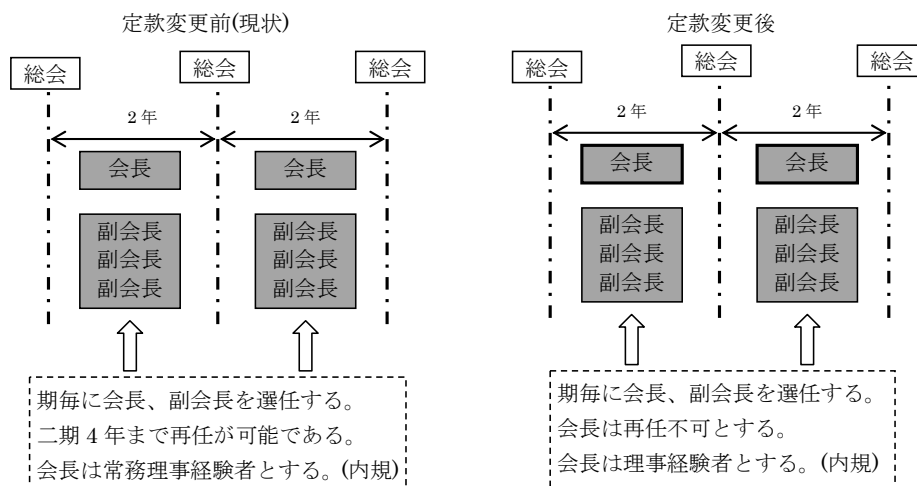 定款変更前(現状)
総会
総会
総会
2年
2年
会長
会長
副会長
副会長
副会長
副会長
副会長
副会長
期毎に会長、副会長を選任する。
二期 4 年まで再任が可能である。
会長は常務理事経験者とする。(内規)
定款変更後
総会
総会
総会
2年
2年
会長
会長
副会長
副会長
副会長
副会長
副会長
副会長
期毎に会長、副会長を選任する。
会長は再任不可とする。
会長は理事経験者とする。(内規)